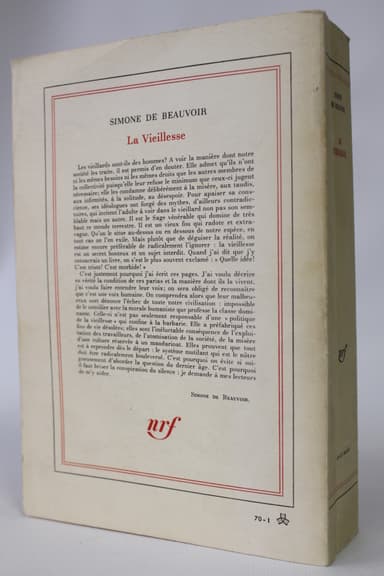 SIMONE DE BEAUVOIR
La Vieillesse
Les vieillards sont-ils des hommes? A voir la manière dont notre
société les traite, il est permis d'en douter. Elle admet qu'ils n'ont
ni les mêmes besoins ni les mêmes droits que les autres membres de
la collectivité puisqu'elle leur refuse le minimum que ceux-ci jugent
nécessaire; elle les condamne délibérément à la misère, aux taudis,
aux infirmités, à la solitude, au désespoir. Pour apaiser sa cons-
cience, ses idéologues ont forgé des mythes, d'ailleurs contradic-
toires, qui incitent l'adulte à voir dans le vieillard non pas son sem-
blable mais un autre. Il est le Sage vénérable qui domine de très
haut ce monde terrestre. Il est un vieux fou qui radote et extra-
vague. Qu'on le situe au-dessus ou en dessous de notre espèce, en
tout cas on l'en exile. Mais plutôt que de déguiser la réalité, on
estime encore préférable de radicalement l'ignorer : la vieillesse
est un secret honteux et un sujet interdit. Quand j'ai dit que j'y
consacrais un livre, on s'est le plus souvent exclamé : « Quelle idée!
C'est triste! C'est morbide! »
C'est justement pourquoi j'ai écrit ces pages. J'ai voulu décrire
en vérité la condition de ces parias et la manière dont ils la vivent,
j'ai voulu faire entendre leur voix; on sera obligé de reconnaître
que c'est une voix humaine. On comprendra alors que leur malheu-
reux sort dénonce l'échec de toute notre civilisation : impossible
de le concilier avec la morale humaniste que professe la classe domi-
nante. Celle-ci n'est pas seulement responsable d'une « politique
de la vieillesse » qui confine à la barbarie. Elle a préfabriqué ces
fins de vie désolées; elles sont l'inéluctable conséquence de l'exploi-
tation des travailleurs, de l'atomisation de la société, de la misère
d'une culture réservée à un mandarinat. Elles prouvent que tout
est à reprendre dès le départ : le système mutilant qui est le nôtre
doit être radicalement bouleversé. C'est pourquoi on évite si soi-
gneusement d'aborder la question du dernier âge. C'est pourquoi
il faut briser la conspiration du silence : je demande à mes lecteurs
de m'y aider.
SIMONE DE BEAUVOIR.
nrf
70-1
SIMONE
DE BEAUVOIR
LA
VIEILLESSE
nrf